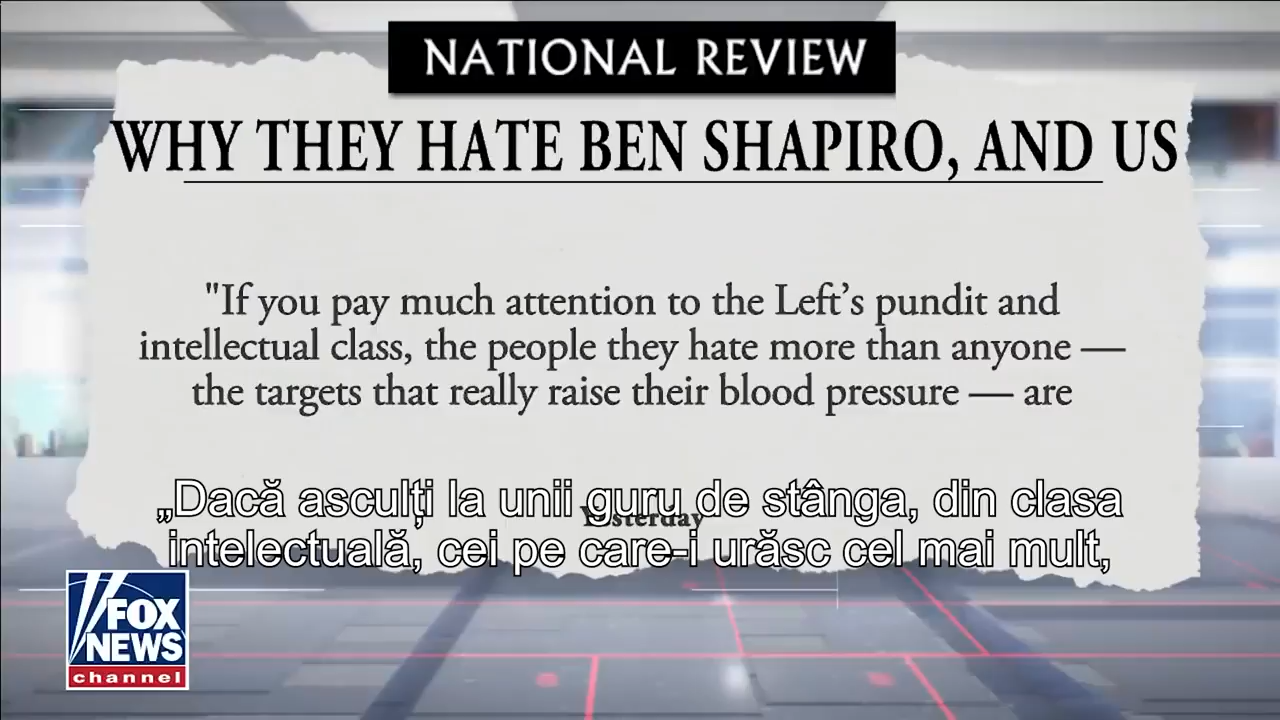 NATIONAL REVIEW
WHY THEY HATE BEN SHAPIRO, AND US
"If you pay much attention to the Left’s pundit and
intellectual class, the people they hate more than anyone —
the targets that really raise their blood pressure — are
Yesterday
„Dacă asculți la unii guru de stânga, din clasa
intelectuală, cei pe care-i urăsc cel mai mult,
FOX
NEWS
channel